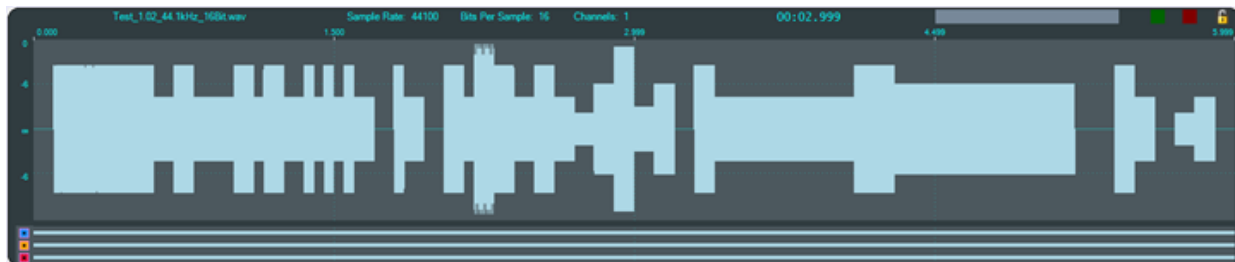 Test_1.02_44.1kHz_16Bit.wav Sample Rate: 44100 Bits Per Sample: 16 Channels: 1 00:02.999
0.000 1.500 2.999 4.499 5.999
0
-6
∞
-6